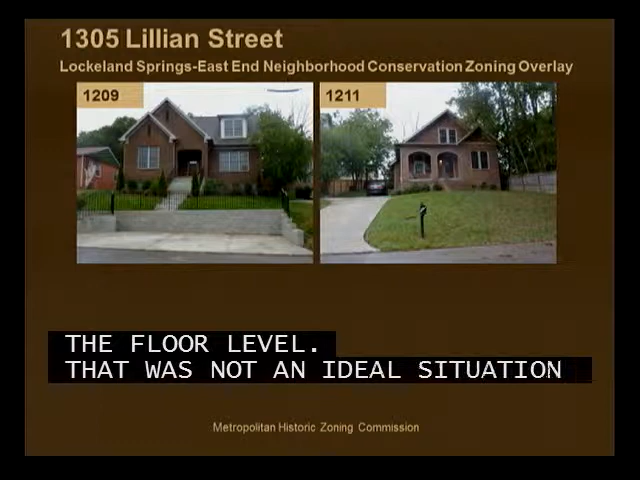 1305 Lillian Street
Lockeland Springs-East End Neighborhood Conservation Zoning Overlay
1209
1211
THE FLOOR LEVEL.
THAT WAS NOT AN IDEAL SITUATION
Metropolitan Historic Zoning Commission